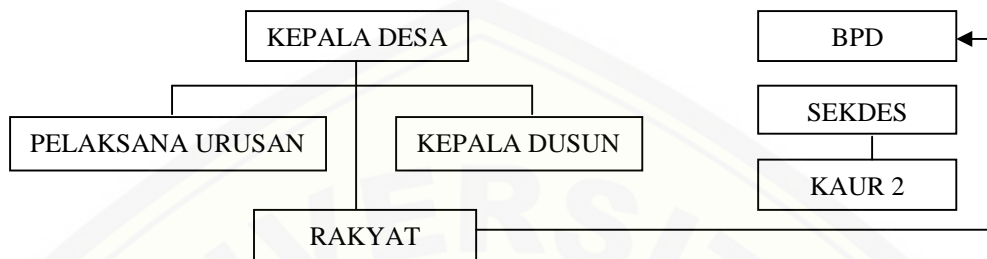 KEPALA DESA
BPD
SEKDES
PELAKSANA URUSAN
KEPALA DUSUN
KAUR 2
RAKYAT